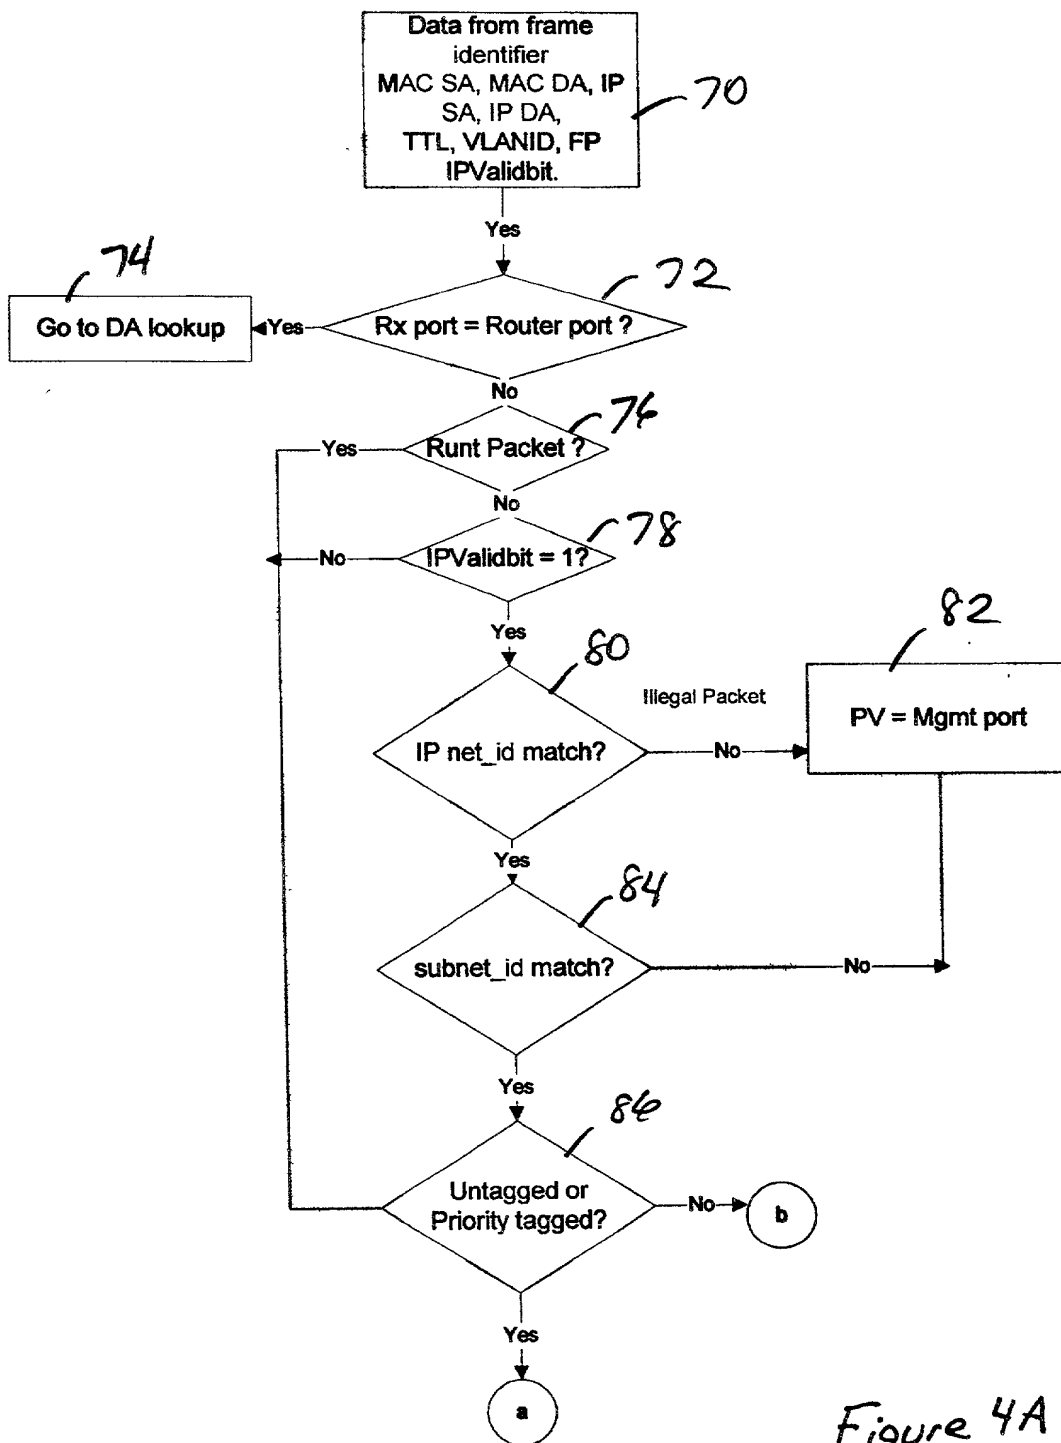 Data from frame
identifier
MAC SA, MAC DA, IP
SA, IP DA,
TTL, VLANID, FP
IPValidbit.
70
Yes
74
72
Go to DA lookup
Yes
Rx port = Router port ?
No
76
Yes
Runt Packet ?
No
78
No
IPValidbit = 1?
82
Yes
80
Illegal Packet
PV = Mgmt port
IP net_id match?
No
Yes
84
subnet_id match?
No
Yes
86
Untagged or
Priority tagged?
No
b
Yes
a
Figure 4A